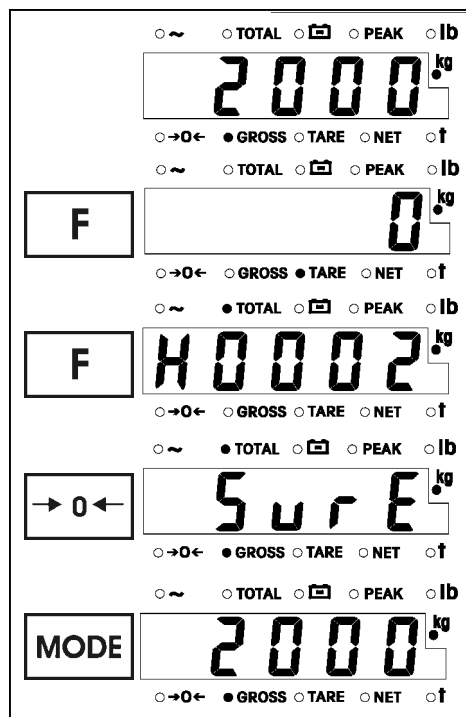 ~ TOTAL PEAK lb
2000 kg
→0← GROSS TARE NET t
~ TOTAL PEAK lb
F 0 kg
→0← GROSS TARE NET t
~ TOTAL PEAK lb
F H0002 kg
→0← GROSS TARE NET t
~ TOTAL PEAK lb
→0← SurE kg
→0← GROSS TARE NET t
~ TOTAL PEAK lb
MODE 2000 kg
→0← GROSS TARE NET t